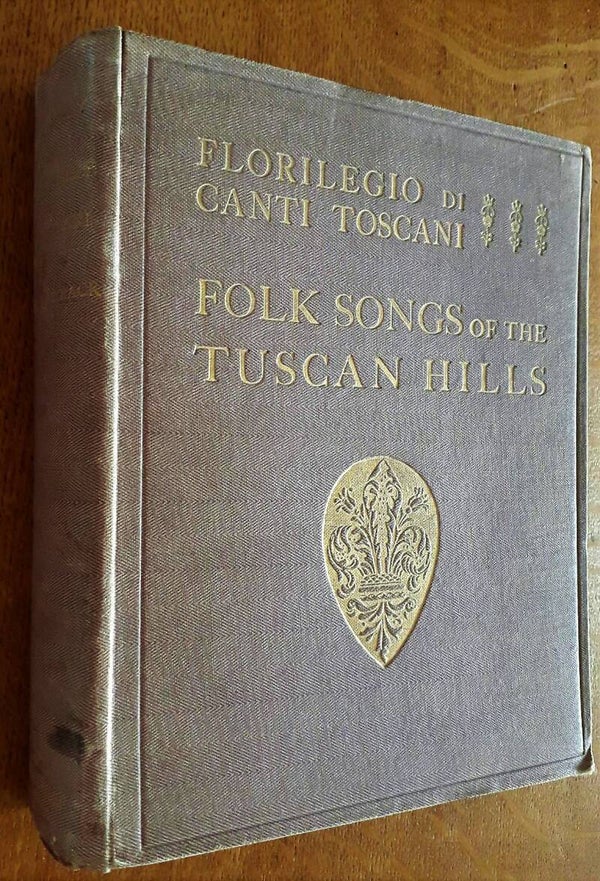 FLORILEGIO DI
CANTI TOSCANI
FOLK SONGS OF THE
TUSCAN HILLS